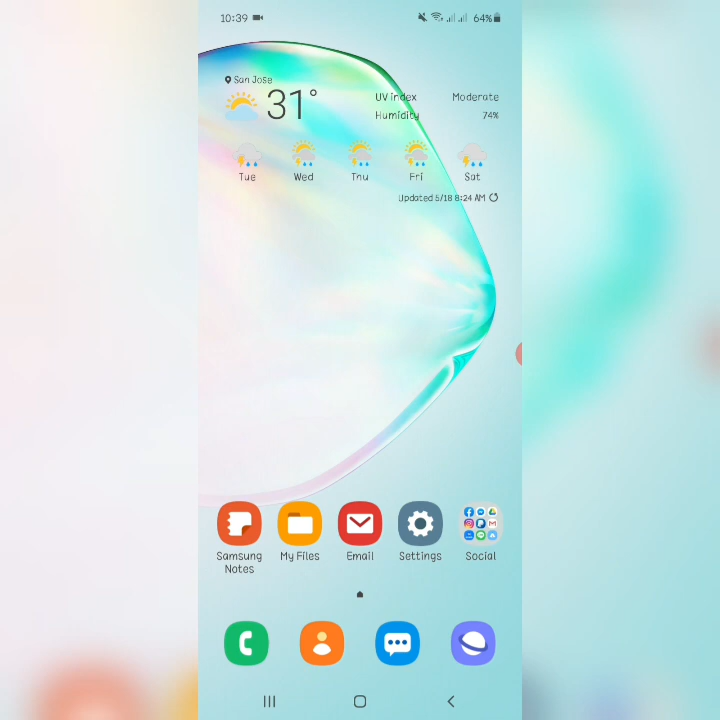 10:39 64%
San Jose
31°
UV index Moderate
Humidity 74%
Tue Wed Thu Fri Sat
Updated 5/18 8:24 AM
Samsung Notes My Files Email Settings Social